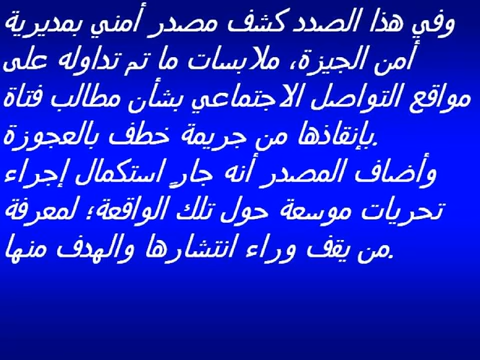 وفي هذا الصدد كشف مصدر أمني بمديرية
أمن الجيزة، ملابسات ما تم تداوله على
مواقع التواصل الاجتماعي بشأن مطالب فتاة
بإنقاذها من جريمة خطف بالعجوزة.
وأضاف المصدر أنه جارٍ استكمال إجراء
تحريات موسعة حول تلك الواقعة؛ لمعرفة
من يقف وراء انتشارها والهدف منها.